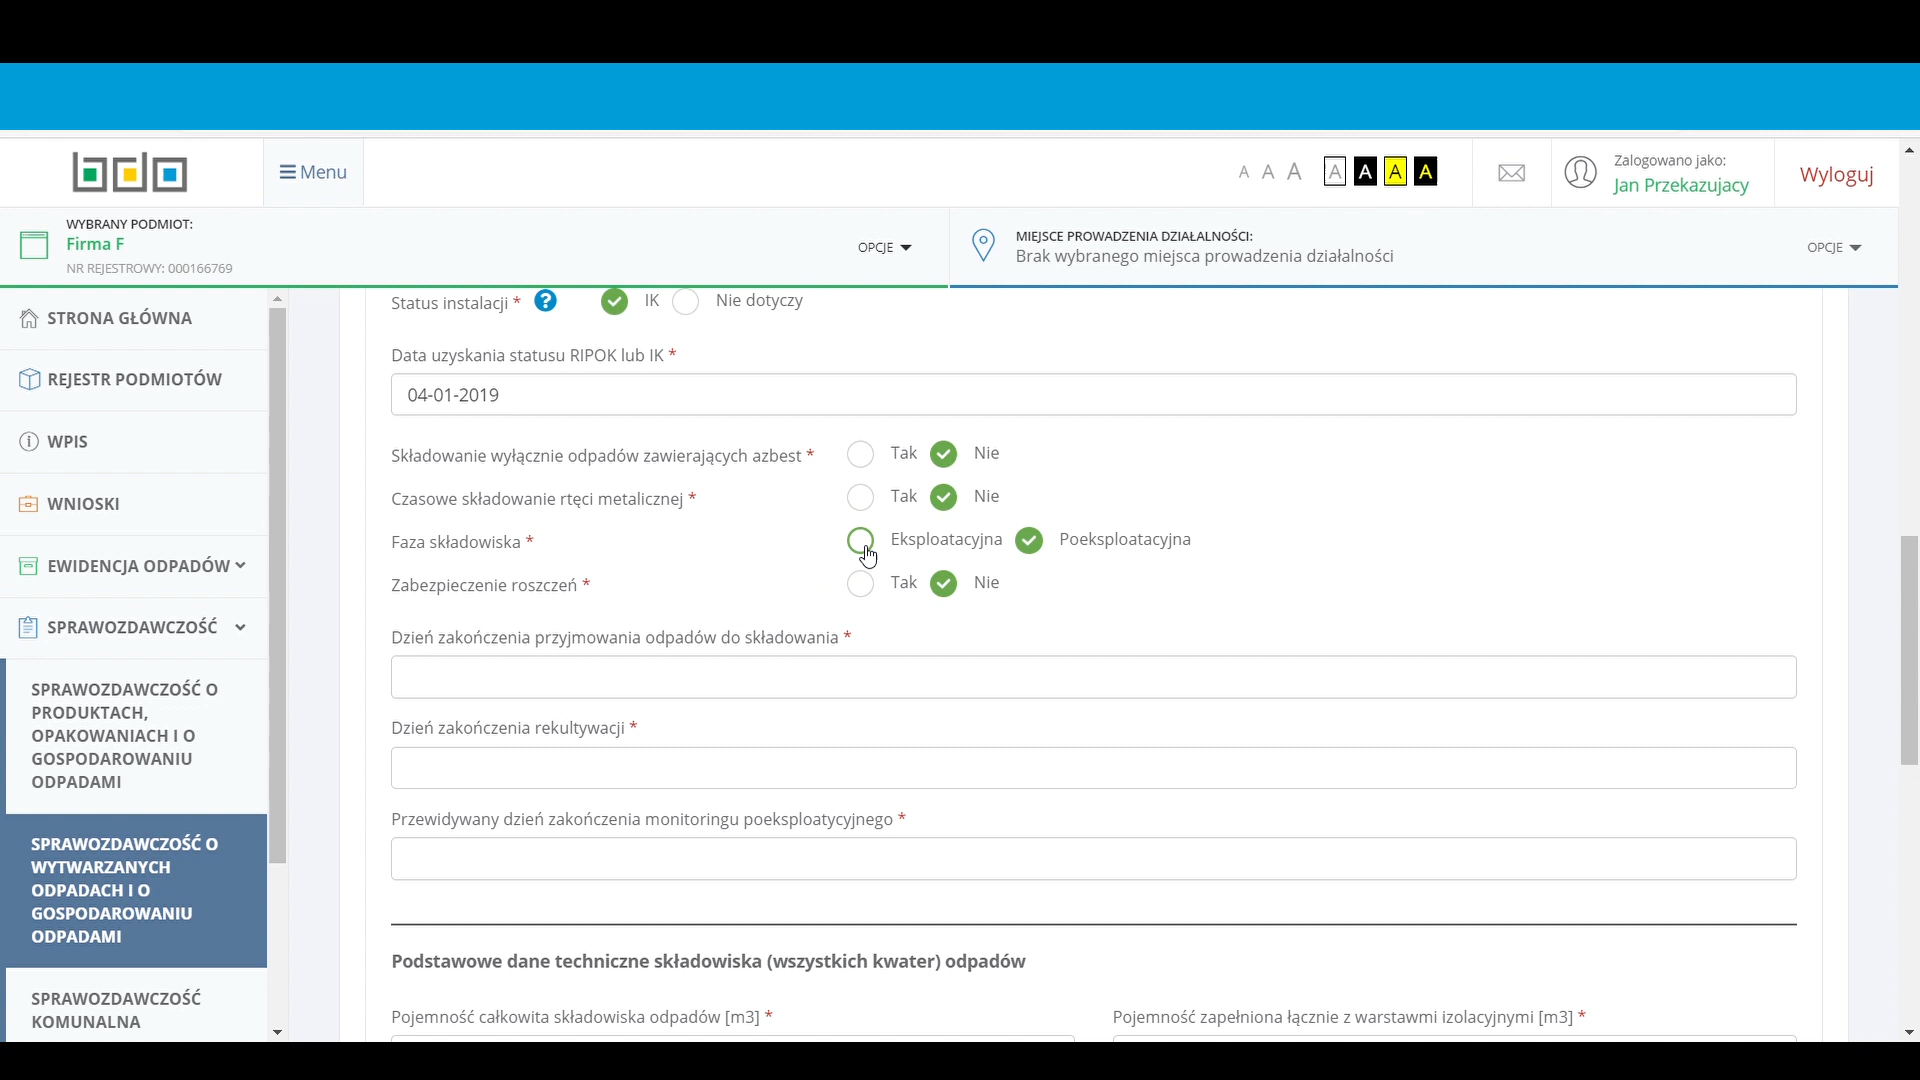 bdo
Menu
A A A A A A A
Zalogowano jako:
Jan Przekazujacy
Wyloguj
WYBRANY PODMIOT:
Firma F
NR REJESTROWY: 000166769
OPCJE
MIEJSCE PROWADZENIA DZIAŁALNOŚCI:
Brak wybranego miejsca prowadzenia działalności
OPCJE
STRONA GŁÓWNA
REJESTR PODMIOTÓW
WPIS
WNIOSKI
EWIDENCJA ODPADÓW
SPRAWOZDAWCZOŚĆ
SPRAWOZDAWCZOŚĆ O
PRODUKTACH,
OPAKOWANIACH I O
GOSPODAROWANIU
ODPADAMI
SPRAWOZDAWCZOŚĆ O
WYTWARZANYCH
ODPADACH I O
GOSPODAROWANIU
ODPADAMI
SPRAWOZDAWCZOŚĆ
KOMUNALNA
Status instalacji * ? IK Nie dotyczy
Data uzyskania statusu RIPOK lub IK *
04-01-2019
Składowanie wyłącznie odpadów zawierających azbest * Tak Nie
Czasowe składowanie rtęci metalicznej * Tak Nie
Faza składowiska * Eksploatacyjna Poeksploatacyjna
Zabezpieczenie roszczeń * Tak Nie
Dzień zakończenia przyjmowania odpadów do składowania *
Dzień zakończenia rekultywacji *
Przewidywany dzień zakończenia monitoringu poeksploatycyjnego *
Podstawowe dane techniczne składowiska (wszystkich kwater) odpadów
Pojemność całkowita składowiska odpadów [m3] *
Pojemność zapełniona łącznie z warstwami izolacyjnymi [m3] *